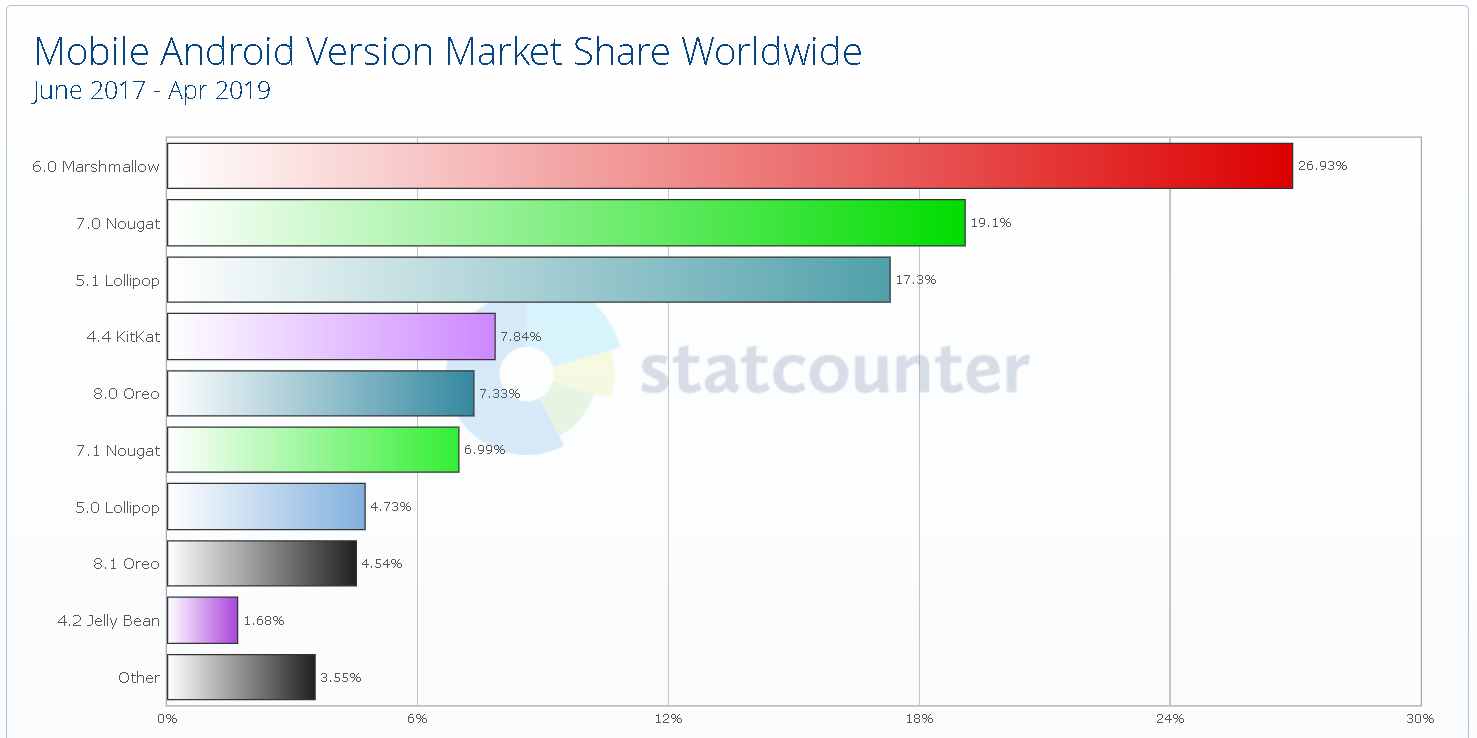 Mobile Android Version Market Share Worldwide
June 2017 - Apr 2019
6.0 Marshmallow 26.93%
7.0 Nougat 19.1%
5.1 Lollipop 17.3%
4.4 KitKat 7.84%
statcounter
8.0 Oreo 7.33%
7.1 Nougat 6.99%
5.0 Lollipop 4.73%
8.1 Oreo 4.54%
4.2 Jelly Bean 1.68%
Other 3.55%
0% 6% 12% 18% 24% 30%